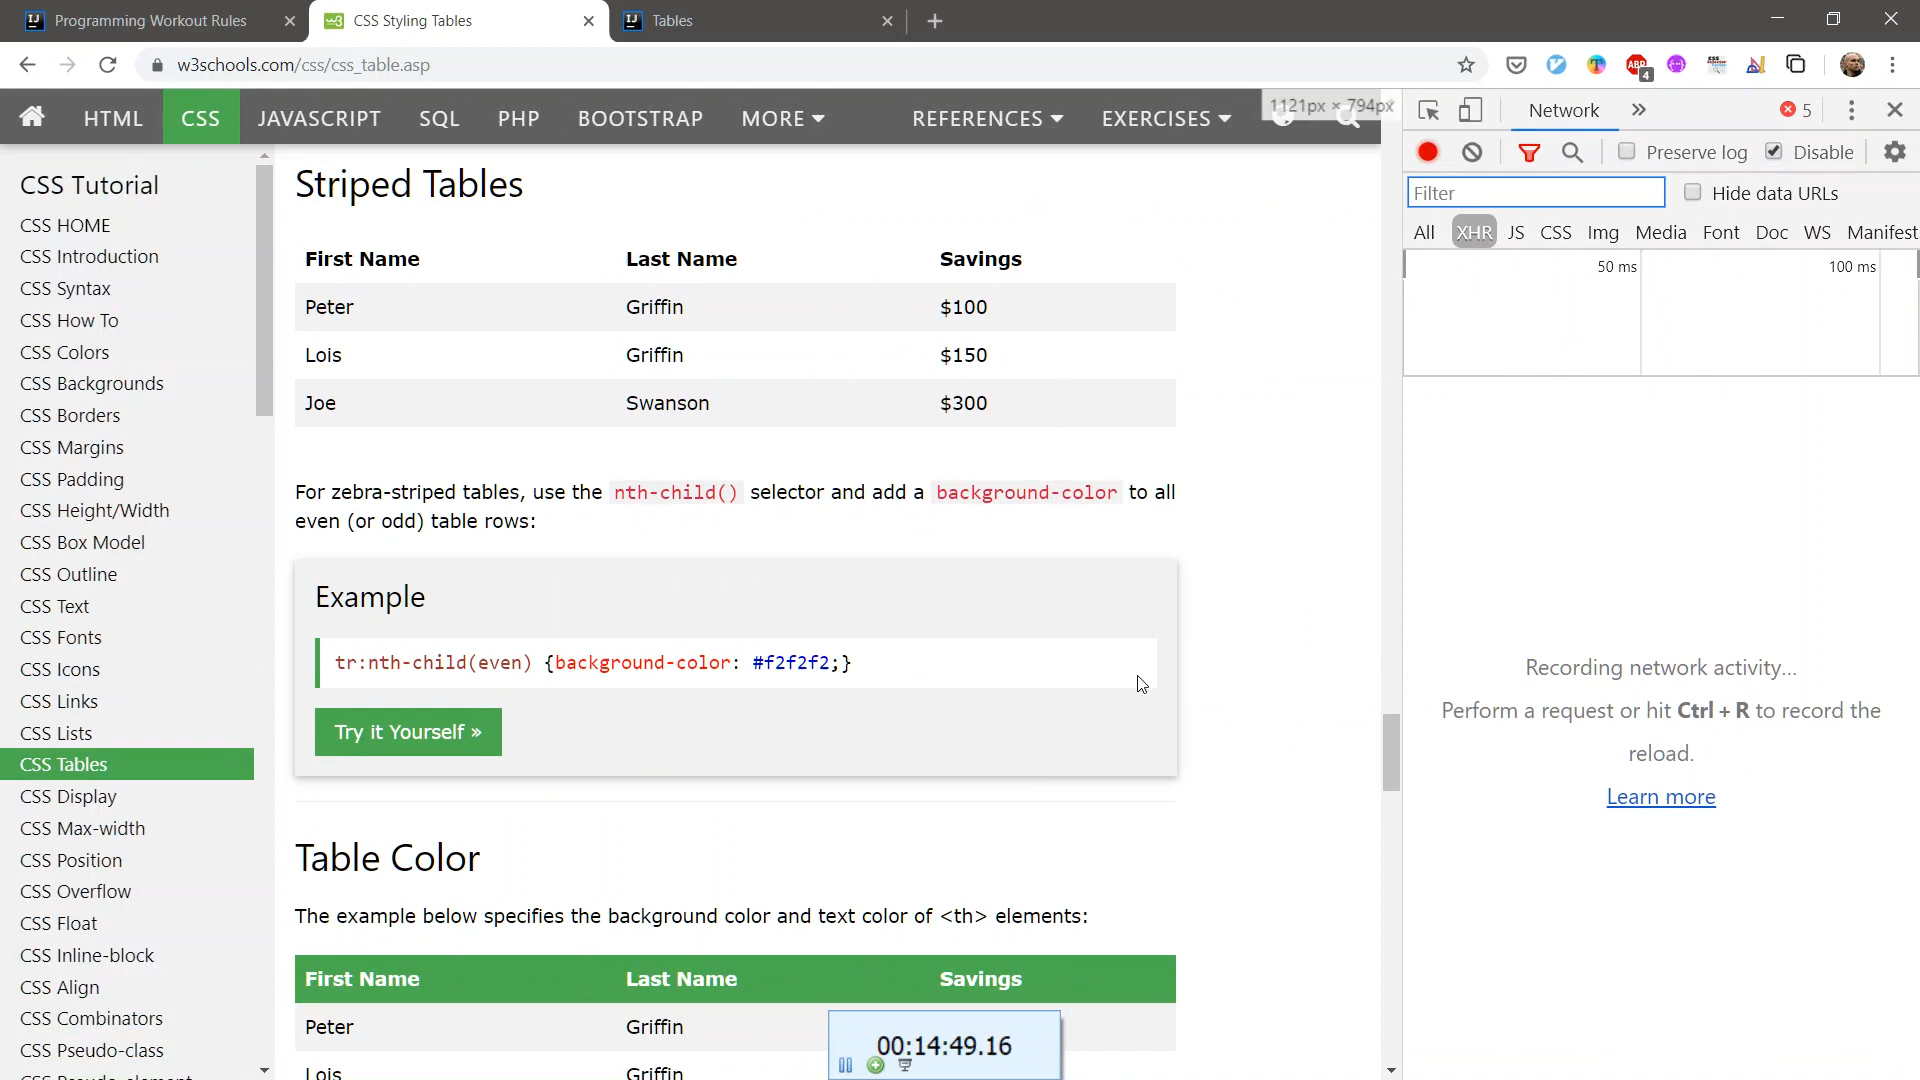 Programming Workout Rules
CSS Styling Tables
Tables
w3schools.com/css/css_table.asp
4
HTML
CSS
JAVASCRIPT
SQL
PHP
BOOTSTRAP
MORE
REFERENCES
EXERCISES
1121px × 794px
CSS Tutorial
CSS HOME
CSS Introduction
CSS Syntax
CSS How To
CSS Colors
CSS Backgrounds
CSS Borders
CSS Margins
CSS Padding
CSS Height/Width
CSS Box Model
CSS Outline
CSS Text
CSS Fonts
CSS Icons
CSS Links
CSS Lists
CSS Tables
CSS Display
CSS Max-width
CSS Position
CSS Overflow
CSS Float
CSS Inline-block
CSS Align
CSS Combinators
CSS Pseudo-class
CSS Pseudo-element
Striped Tables
First Name Last Name Savings
Peter Griffin $100
Lois Griffin $150
Joe Swanson $300
For zebra-striped tables, use the nth-child() selector and add a background-color to all
even (or odd) table rows:
Example
tr:nth-child(even) {background-color: #f2f2f2;}
Try it Yourself »
Table Color
The example below specifies the background color and text color of <th> elements:
First Name Last Name Savings
Peter Griffin
Lois Griffin
00:14:49.16
Network
»
5
Preserve log
Disable
Filter
Hide data URLs
All XHR JS CSS Img Media Font Doc WS Manifest
50 ms 100 ms
Recording network activity...
Perform a request or hit Ctrl + R to record the
reload.
Learn more